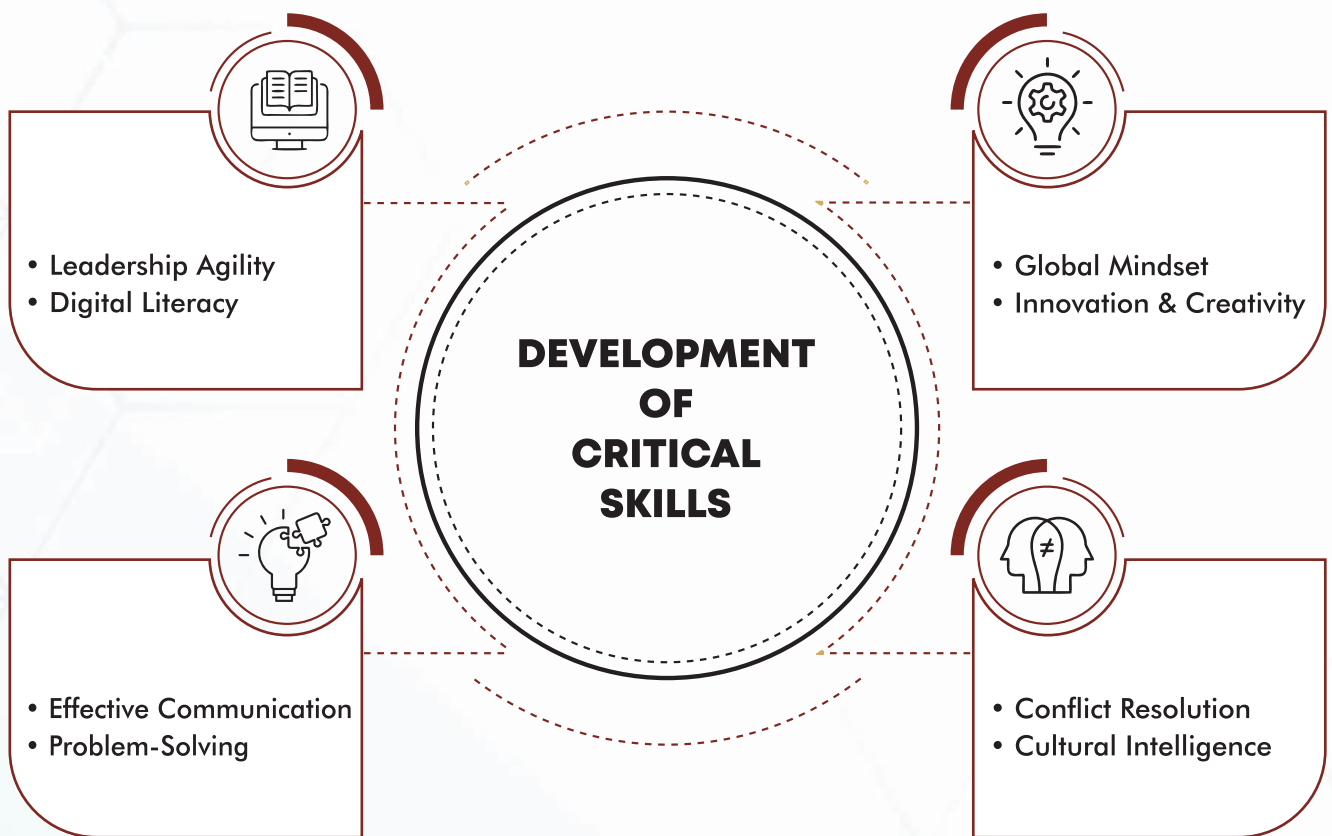 • Leadership Agility
• Digital Literacy
• Global Mindset
• Innovation & Creativity
DEVELOPMENT
OF
CRITICAL
SKILLS
• Effective Communication
• Problem-Solving
• Conflict Resolution
• Cultural Intelligence
≠